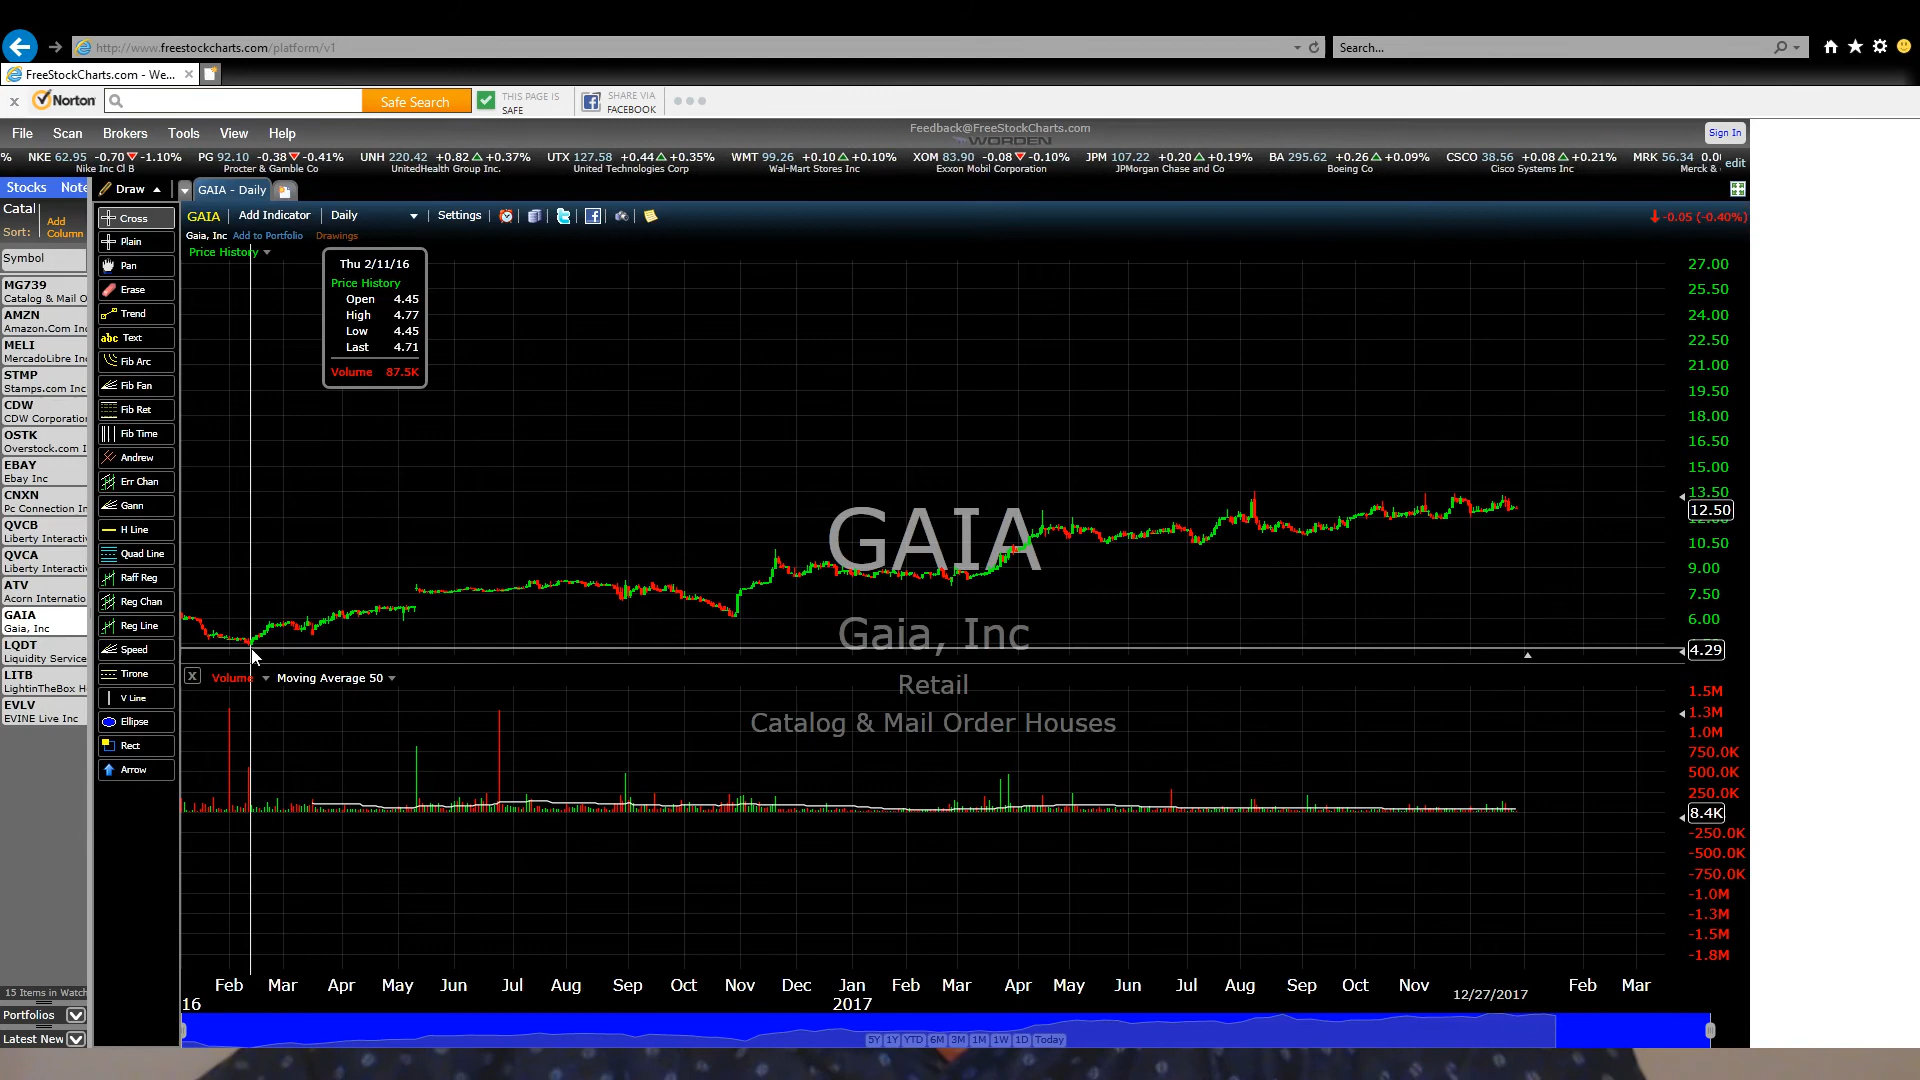 http://www.freestockcharts.com/platform/v1
Search...
FreeStockCharts.com - We...
Norton
Safe Search
THIS PAGE IS
SAFE
SHARE VIA
FACEBOOK
File Scan Brokers Tools View Help
Feedback@FreeStockCharts.com
WORDEN
Sign In
% NKE 62.95 -0.70 -1.10% PG 92.10 -0.38 -0.41% UNH 220.42 +0.82 +0.37% UTX 127.58 +0.44 +0.35% WMT 99.26 +0.10 +0.10% XOM 83.90 -0.08 -0.10% JPM 107.22 +0.20 +0.19% BA 295.62 +0.26 +0.09% CSCO 38.56 +0.08 +0.21% MRK 56.34 0.0
Nike Inc Cl B Procter & Gamble Co UnitedHealth Group Inc. United Technologies Corp Wal-Mart Stores Inc Exxon Mobil Corporation JPMorgan Chase and Co Boeing Co Cisco Systems Inc Merck &
edit
Stocks Note
Draw
GAIA - Daily
Catal
Sort:
Add
Column
Symbol
MG739
Catalog & Mail O
AMZN
Amazon.Com Inc
MELI
MercadoLibre Inc
STMP
Stamps.com Inc
CDW
CDW Corporation
OSTK
Overstock.com I
EBAY
Ebay Inc
CNXN
Pc Connection In
QVCB
Liberty Interactiv
QVCA
Liberty Interactiv
ATV
Acorn Internatio
GAIA
Gaia, Inc
LQDT
Liquidity Service
LITB
LightInTheBox H
EVLV
EVINE Live Inc
15 Items in Watch
Portfolios
Latest New
Cross
Plain
Pan
Erase
Trend
abc Text
Fib Arc
Fib Fan
Fib Ret
Fib Time
Andrew
Err Chan
Gann
H Line
Quad Line
Raff Reg
Reg Chan
Reg Line
Speed
Tirone
V Line
Ellipse
Rect
Arrow
GAIA Add Indicator Daily Settings
-0.05 (-0.40%)
Gaia, Inc Add to Portfolio Drawings
Price History
Thu 2/11/16
Price History
Open 4.45
High 4.77
Low 4.45
Last 4.71
Volume 87.5K
27.00
25.50
24.00
22.50
21.00
19.50
18.00
16.50
15.00
13.50
12.50
10.50
9.00
7.50
6.00
4.29
GAIA
Gaia, Inc
Retail
Catalog & Mail Order Houses
X Volume Moving Average 50
1.5M
1.3M
1.0M
750.0K
500.0K
250.0K
8.4K
-250.0K
-500.0K
-750.0K
-1.0M
-1.3M
-1.5M
-1.8M
Feb Mar Apr May Jun Jul Aug Sep Oct Nov Dec Jan Feb Mar Apr May Jun Jul Aug Sep Oct Nov 12/27/2017 Feb Mar
16 2017
5Y 1Y YTD 6M 3M 1M 1W 1D Today